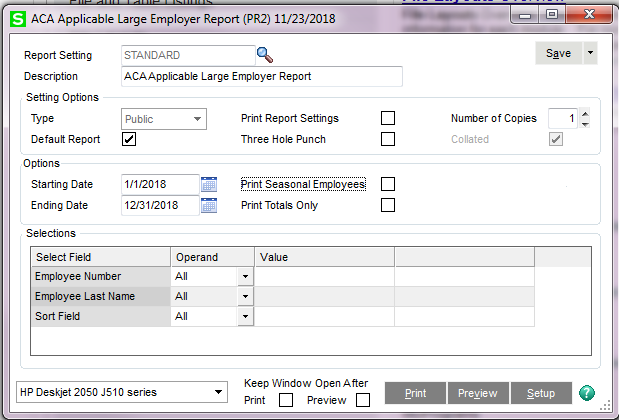 File and Table Listings
ACA Applicable Large Employer Report (PR2) 11/23/2018
Report Setting STANDARD Save
Description ACA Applicable Large Employer Report
Setting Options
Type Public Print Report Settings Number of Copies 1
Default Report Three Hole Punch Collated
Options
Starting Date 1/1/2018 Print Seasonal Employees
Ending Date 12/31/2018 Print Totals Only
Selections
Select Field Operand Value
Employee Number All
Employee Last Name All
Sort Field All
Keep Window Open After
HP Deskjet 2050 J510 series Print Preview Print Preview Setup